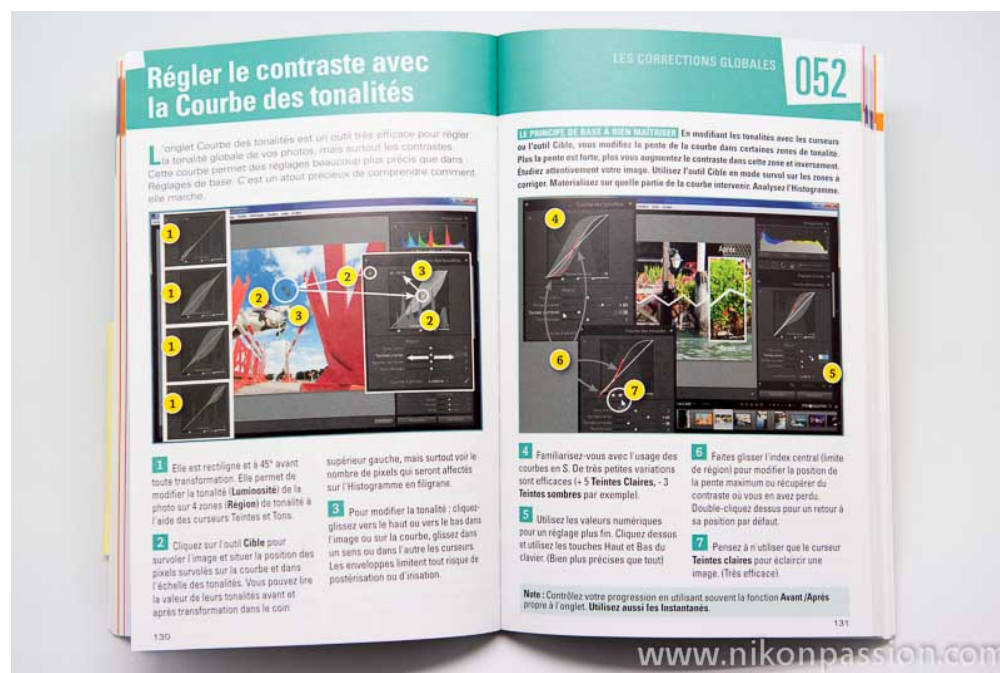 Régler le contraste avec
la Courbe des tonalités
L'onglet Courbe des tonalités est un outil très efficace pour régler
la tonalité globale de vos photos, mais surtout les contrastes.
Cette courbe permet des réglages beaucoup plus précis que dans
Réglages de base. C'est un atout précieux de comprendre comment
elle marche.
1
1
1
1
2
2
3
3
2
1 Elle est rectiligne et à 45° avant
toute transformation. Elle permet de
modifier la tonalité (Luminosité) de la
photo sur 4 zones (Région) de tonalité à
l'aide des curseurs Teintes et Tons.
2 Cliquez sur l'outil Cible pour
survoler l'image et situer la position des
pixels survolés sur la courbe et dans
l'échelle des tonalités. Vous pouvez lire
la valeur de leurs tonalités avant et
après transformation dans le coin
supérieur gauche, mais surtout voir le
nombre de pixels qui seront affectés
sur l'Histogramme en filigrane.
3 Pour modifier la tonalité : cliquez-
glissez vers le haut ou vers le bas dans
l'image ou sur la courbe, glissez dans
un sens ou dans l'autre les curseurs.
Les enveloppes limitent tout risque de
postérisation ou d'irisation.
130
LES CORRECTIONS GLOBALES
052
LE PRINCIPE DE BASE À BIEN MAÎTRISER En modifiant les tonalités avec les curseurs
ou l'outil Cible, vous modifiez la pente de la courbe dans certaines zones de tonalité.
Plus la pente est forte, plus vous augmentez le contraste dans cette zone et inversement.
Étudiez attentivement votre image. Utilisez l'outil Cible en mode survol sur les zones à
corriger. Matérialisez sur quelle partie de la courbe intervenir. Analysez l'Histogramme.
4
Après
6
7
5
4 Familiarisez-vous avec l'usage des
courbes en S. De très petites variations
sont efficaces (+ 5 Teintes Claires, - 3
Teintes sombres par exemple).
5 Utilisez les valeurs numériques
pour un réglage plus fin. Cliquez dessus
et utilisez les touches Haut et Bas du
clavier. (Bien plus précises que tout)
6 Faites glisser l'index central (limite
de région) pour modifier la position de
la pente maximum ou récupérer du
contraste où vous en avez perdu.
Double-cliquez dessus pour un retour à
sa position par défaut.
7 Pensez à n'utiliser que le curseur
Teintes claires pour éclaircir une
image. (Très efficace).
Note : Contrôlez votre progression en utilisant souvent la fonction Avant /Après
propre à l'onglet. Utilisez aussi les Instantanés.
131
www.nikonpassion.com